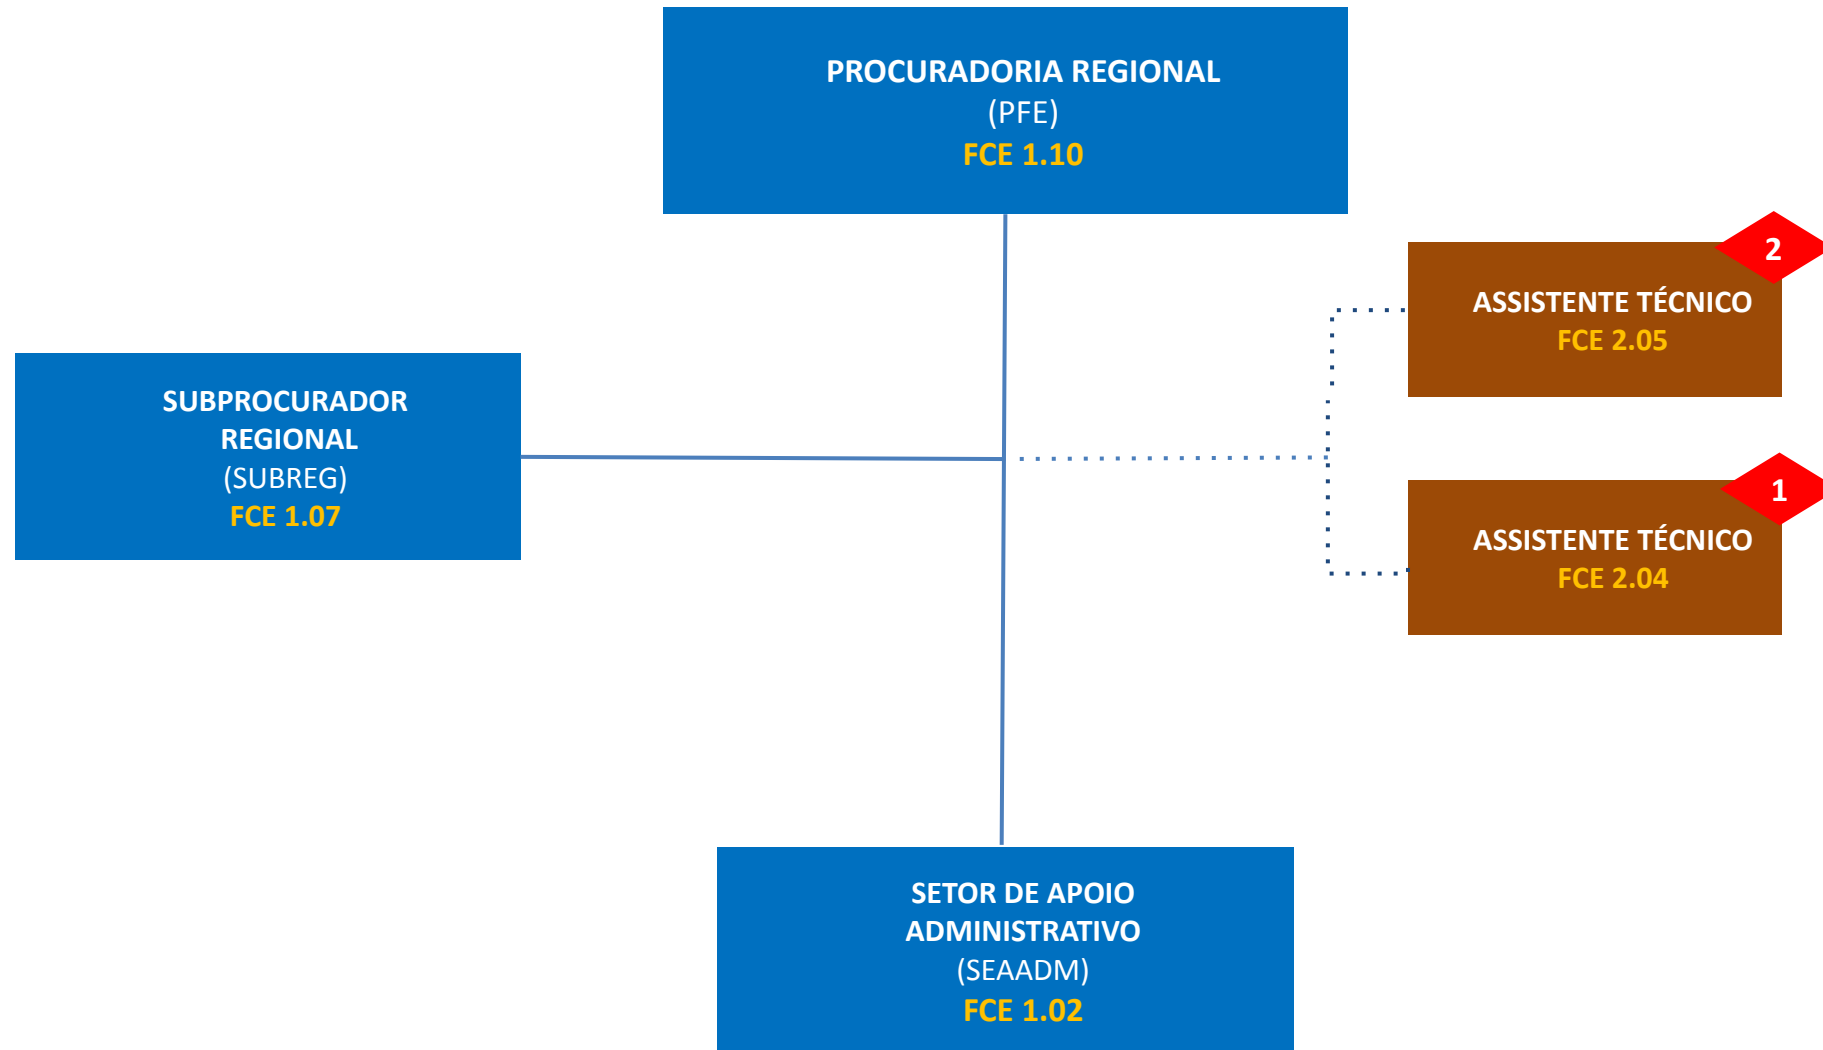 PROCURADORIA REGIONAL
(PFE)
FCE 1.10
2
ASSISTENTE TÉCNICO
FCE 2.05
SUBPROCURADOR
REGIONAL
(SUBREG)
FCE 1.07
1
ASSISTENTE TÉCNICO
FCE 2.04
SETOR DE APOIO
ADMINISTRATIVO
(SEAADM)
FCE 1.02